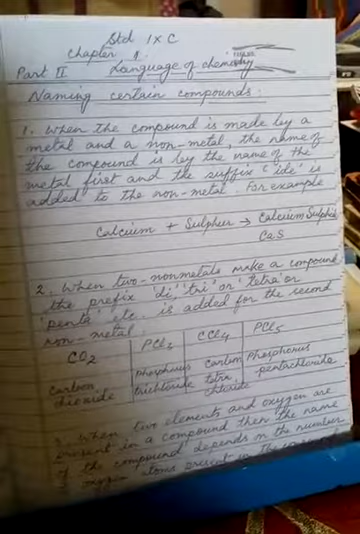 Std IX C
Chapter 1.
Part II Language of chemistry
Naming certain compounds:
1. When the compound is made by a
metal and a non-metal, the name of
the compound is by the name of the
metal first and the suffix 'ide' is
added to the non-metal. For example
Calcium + Sulphur → Calcium Sulphide
CaS
2. When two-nonmetals make a compound
the prefix 'di' 'tri' or 'tetra' or
'penta' etc. is added for the second
non-metal.
CO2 PCl3 CCl4 PCl5
Carbon dioxide phosphorus trichloride Carbon tetra chloride Phosphorus pentachloride
3. When two elements and oxygen are
present in a compound then the name
of the compound depends on the number
of oxygen atoms present in the